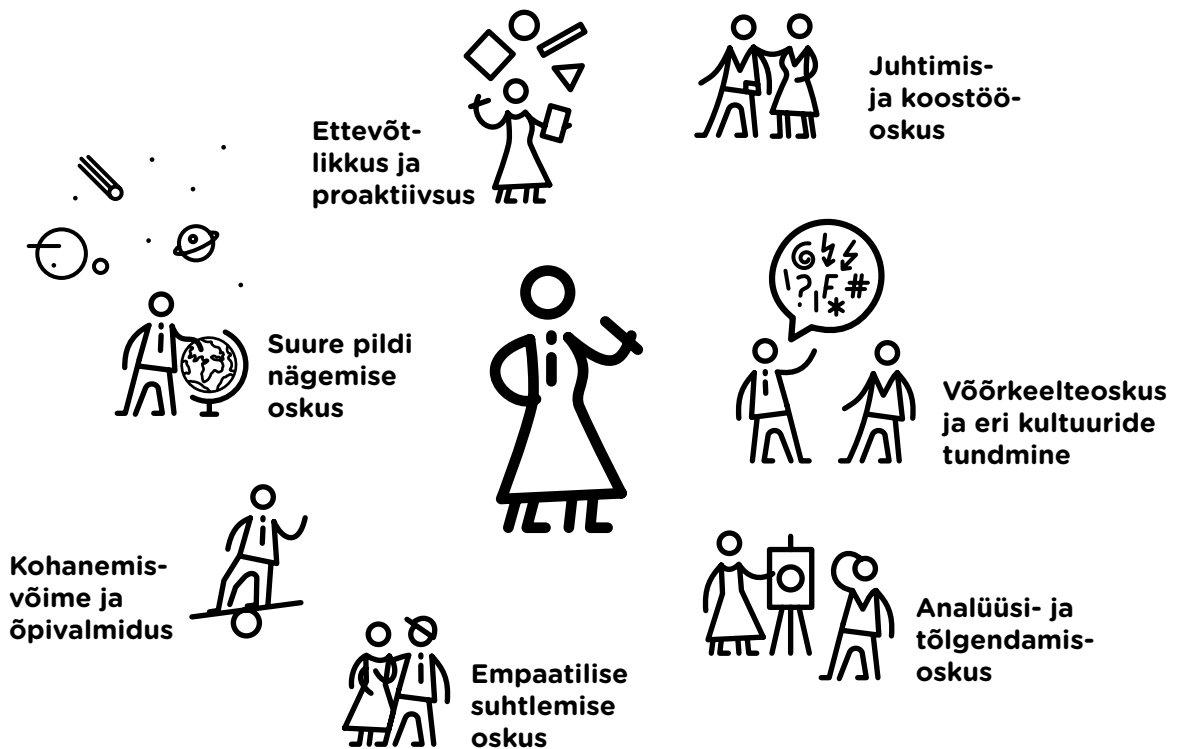 Ettevõt-
likkus ja
proaktiivsus
Juhtimis-
ja koostöö-
oskus
Suure pildi
nägemise
oskus
Võõrkeelteoskus
ja eri kultuuride
tundmine
Kohanemis-
võime ja
õpivalmidus
Empaatilise
suhtlemise
oskus
Analüüsi- ja
tõlgendamis-
oskus